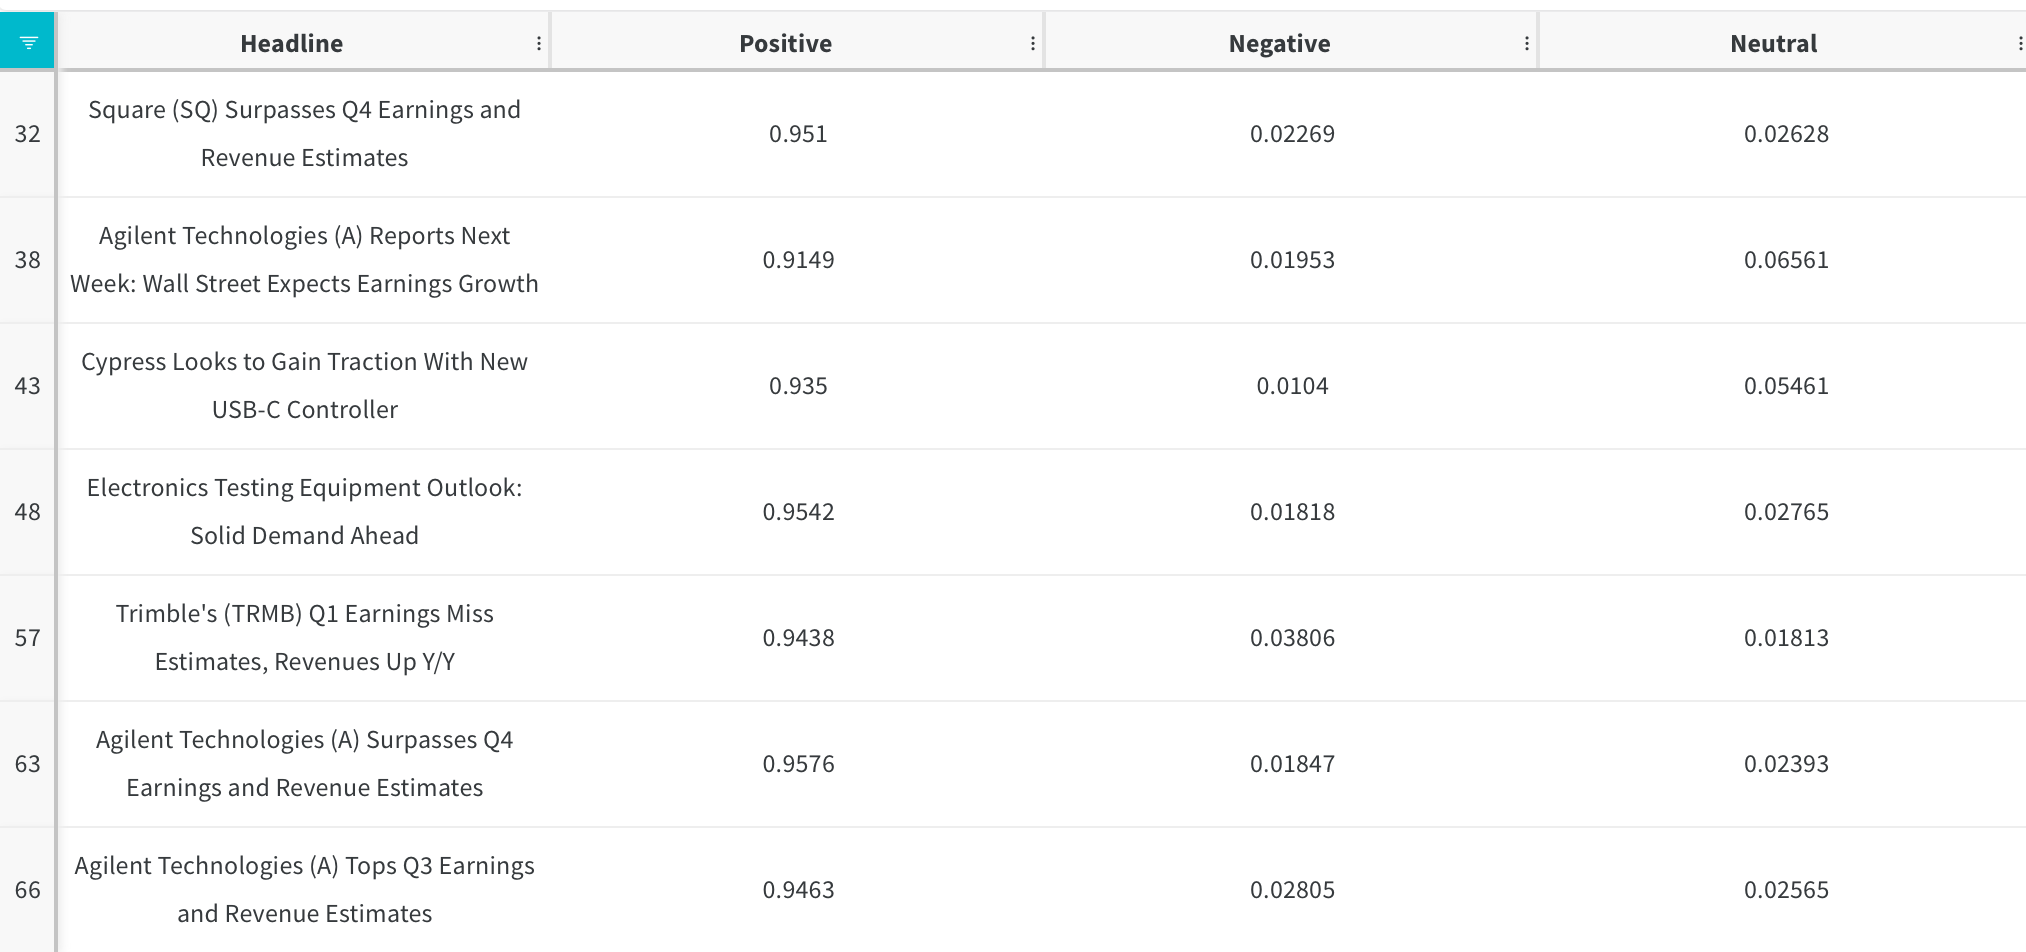 Headline Positive Negative Neutral
32 Square (SQ) Surpasses Q4 Earnings and
Revenue Estimates 0.951 0.02269 0.02628
38 Agilent Technologies (A) Reports Next
Week: Wall Street Expects Earnings Growth 0.9149 0.01953 0.06561
43 Cypress Looks to Gain Traction With New
USB-C Controller 0.935 0.0104 0.05461
48 Electronics Testing Equipment Outlook:
Solid Demand Ahead 0.9542 0.01818 0.02765
57 Trimble's (TRMB) Q1 Earnings Miss
Estimates, Revenues Up Y/Y 0.9438 0.03806 0.01813
63 Agilent Technologies (A) Surpasses Q4
Earnings and Revenue Estimates 0.9576 0.01847 0.02393
66 Agilent Technologies (A) Tops Q3 Earnings
and Revenue Estimates 0.9463 0.02805 0.02565